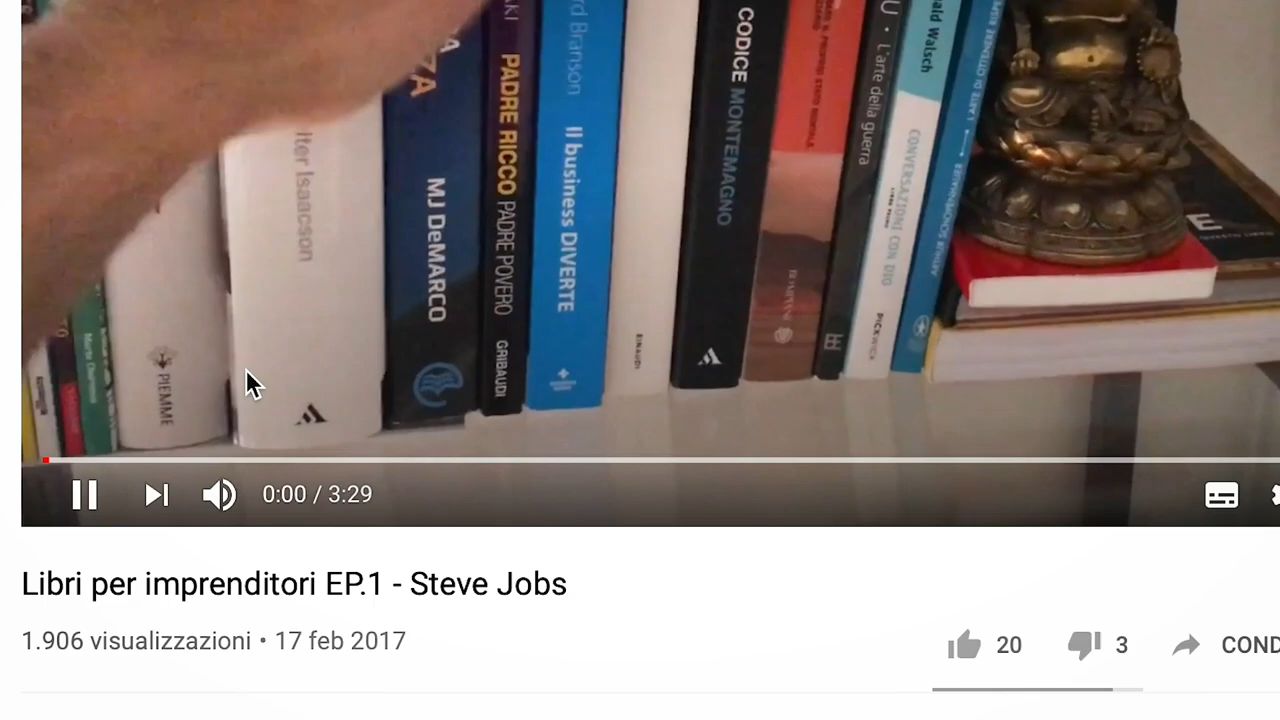 lter Isaacson
PIEMME
MJ DeMARCO
PADRE RICCO PADRE POVERO
GRIBAUDI
rd Branson
Il business DIVERTE
EINAUDI
CODICE MONTEMAGNO
L'arte della guerra
ald Walsch
CONVERSAZIONI CON DIO
PICKWICK
0:00 / 3:29
Libri per imprenditori EP.1 - Steve Jobs
1.906 visualizzazioni • 17 feb 2017
20
3
COND